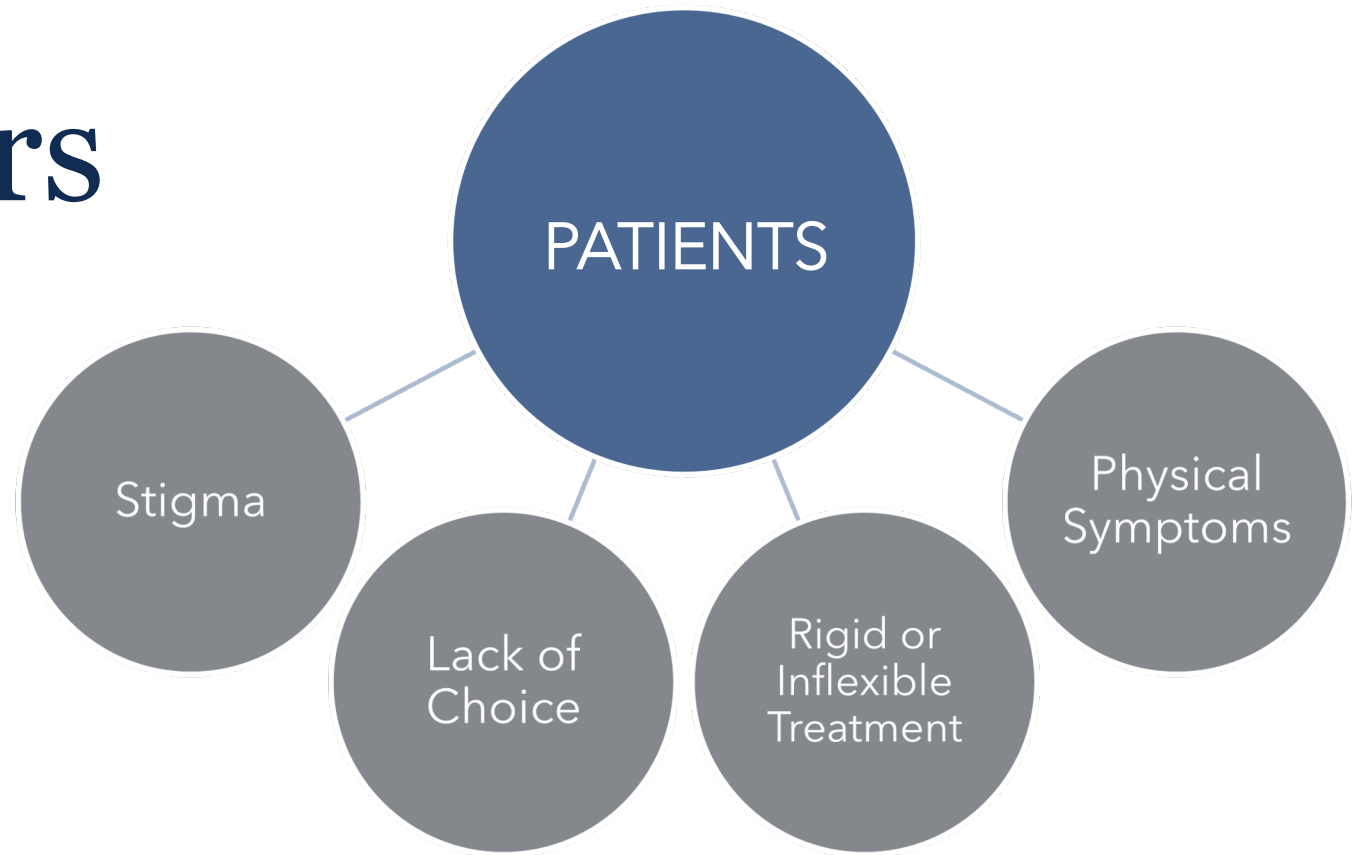 rs
PATIENTS
Stigma
Lack of
Choice
Rigid or
Inflexible
Treatment
Physical
Symptoms